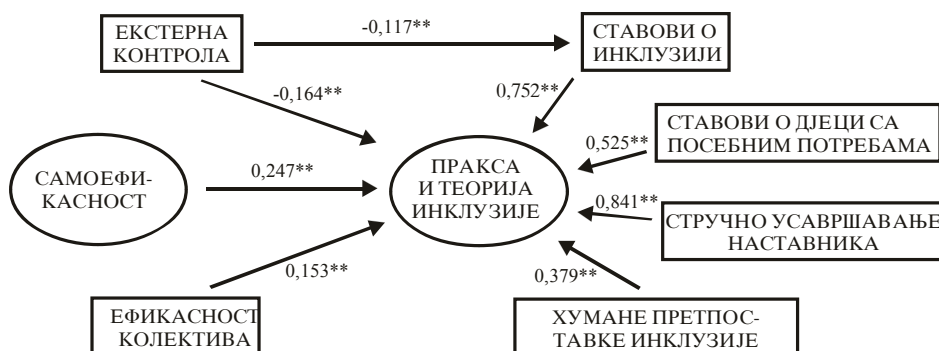 ЕКСТЕРНА
КОНТРОЛА
-0,117**
СТАВОВИ О
ИНКЛУЗИЈИ
-0,164**
0,752**
СТАВОВИ О ДЈЕЦИ СА
ПОСЕБНИМ ПОТРЕБАМА
0,525**
САМОЕФИ-
КАСНОСТ
0,247**
ПРАКСА
И ТЕОРИЈА
ИНКЛУЗИЈЕ
0,841**
СТРУЧНО УСАВРШАВАЊЕ
НАСТАВНИКА
0,153**
0,379**
ЕФИКАСНОСТ
КОЛЕКТИВА
ХУМАНЕ ПРЕТПОС-
ТАВКЕ ИНКЛУЗИЈЕ